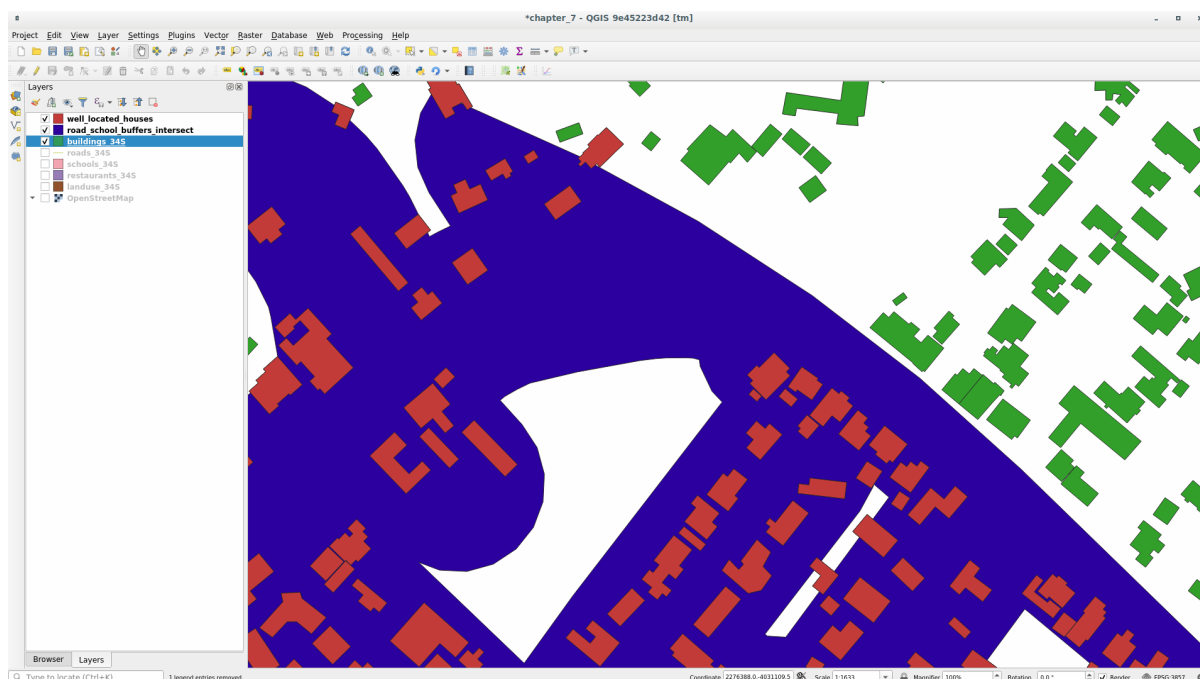 *chapter_7 - QGIS 9e45223d42 [tm]
Project Edit View Layer Settings Plugins Vector Raster Database Web Processing Help
Layers
well_located_houses
road_school_buffers_intersect
buildings_34S
roads_34S
schools_34S
restaurants_34S
landuse_34S
OpenStreetMap
Browser Layers
Type to locate (Ctrl+K) 1 legend entries removed. Coordinate 2276388.0,-4031109.5 Scale 1:1633 Magnifier 100% Rotation 0.0 ° Render EPSG:3857